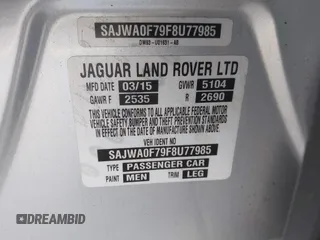 SAJWA0F79F8U77985
JAGUAR LAND ROVER LTD
MFD DATE 03/15 GVWR 5104
GAWR F 2535 R 2690
THIS VEHICLE CONFORMS TO ALL APPLICABLE FEDERAL MOTOR
VEHICLE SAFETY BUMPER, AND THEFT PREVENTION STANDARDS IN
EFFECT ON THE DATE OF MANUFACTURE SHOWN ABOVE.
VEH IDENT NO
SAJWA0F79F8U77985
TYPE PASSENGER CAR
PAINT MEN TRIM LEG
DREAMBID